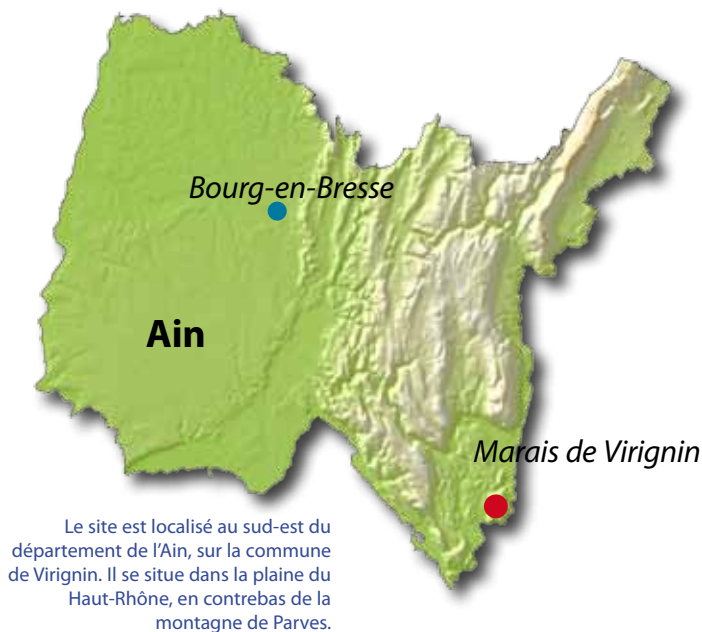 Bourg-en-Bresse
Ain
Marais de Virignin
Le site est localisé au sud-est du
département de l'Ain, sur la commune
de Virignin. Il se situe dans la plaine du
Haut-Rhône, en contrebas de la
montagne de Parves.